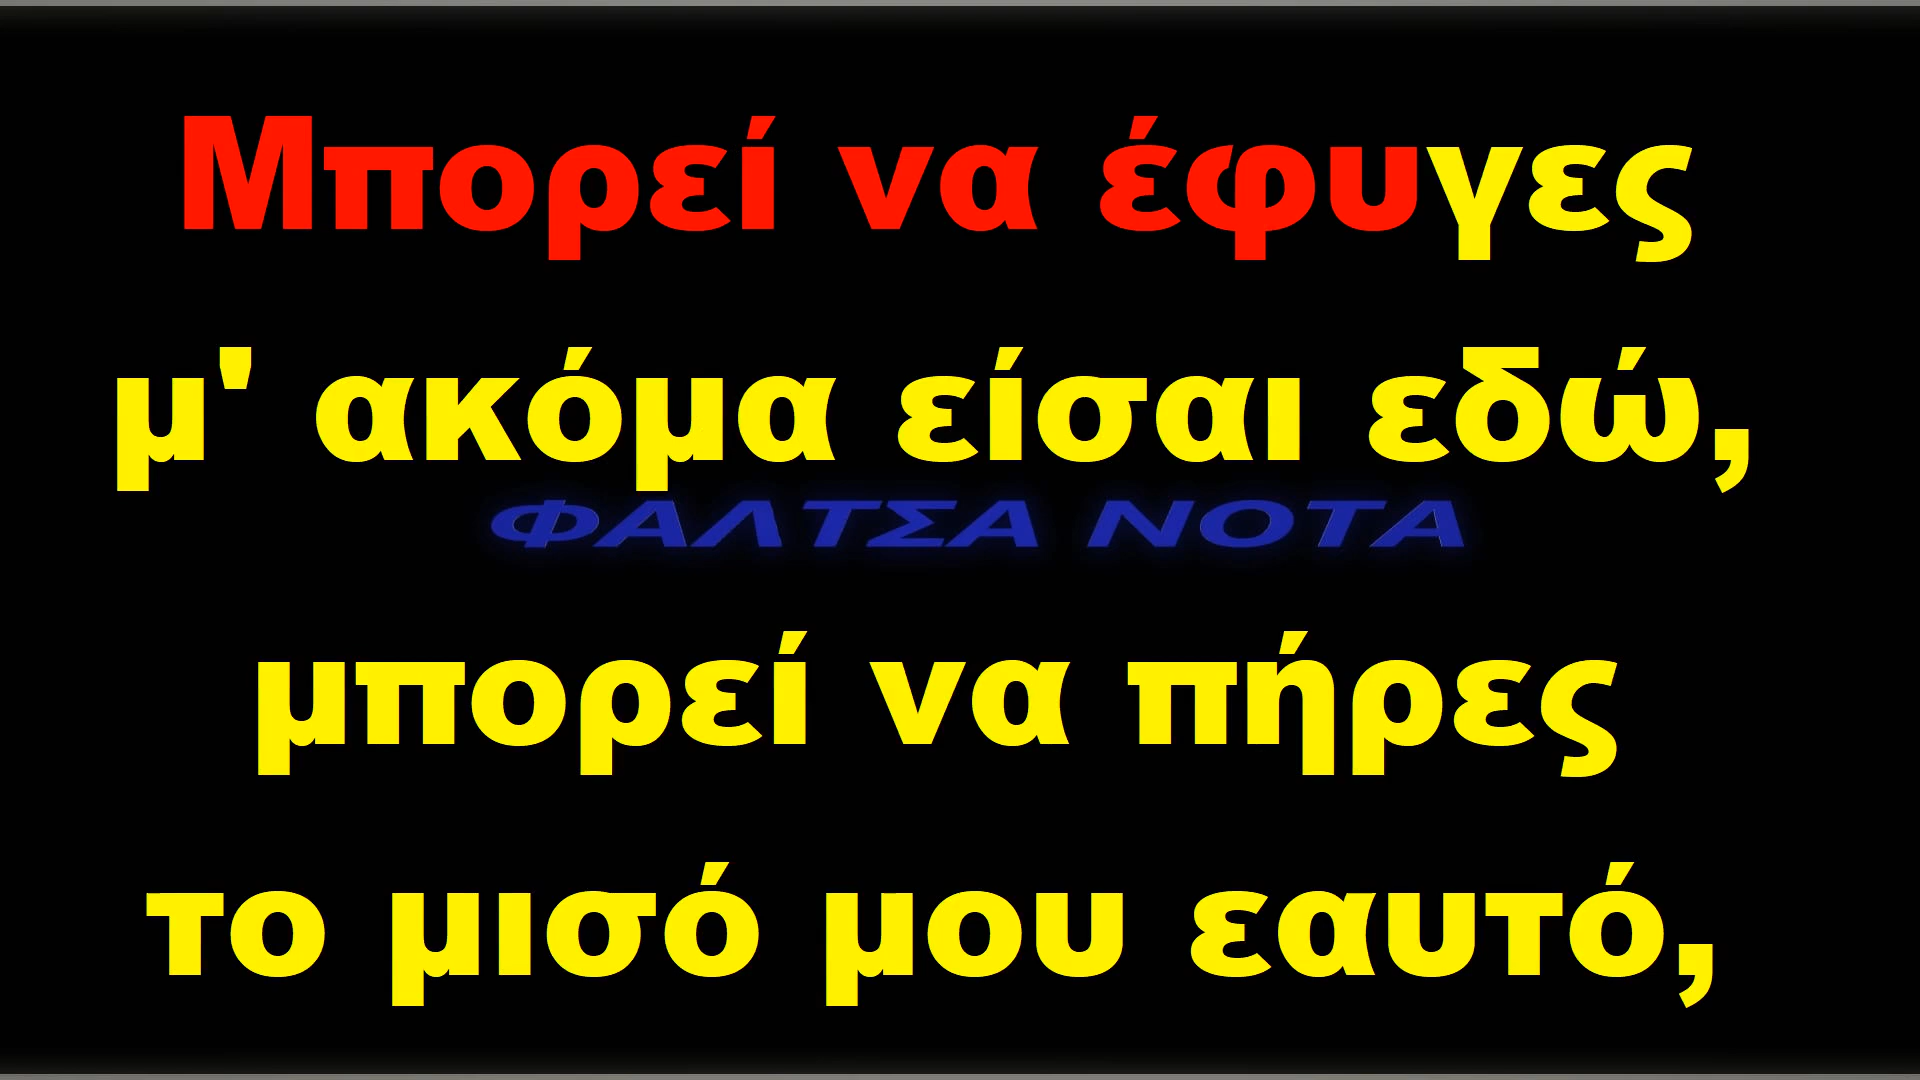 Μπορεί να έφυγες
μ' ακόμα είσαι εδώ,
ΦΑΛΤΣΑ ΝΟΤΑ
μπορεί να πήρες
το μισό μου εαυτό,